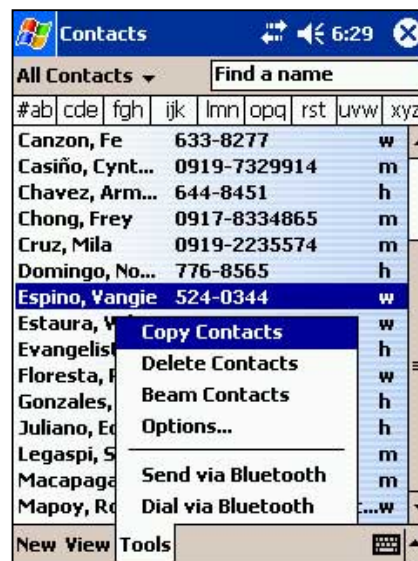 Contacts 6:29
All Contacts Find a name
#ab cde fgh ijk lmn opq rst uvw xyz
Canzon, Fe 633-8277 w
Casiño, Cynt... 0919-7329914 m
Chavez, Arm... 644-8451 h
Chong, Frey 0917-8334865 m
Cruz, Mila 0919-2235574 m
Domingo, No... 776-8565 h
Espino, Vangie 524-0344 w
Estaura, w
Copy Contacts
Evangelist h
Delete Contacts
Floresta, w
Beam Contacts
Gonzales, h
Options...
Juliano, h
Legaspi, S m
Send via Bluetooth
Macapaga m
Dial via Bluetooth
Mapoy, Ro ...w
New View Tools